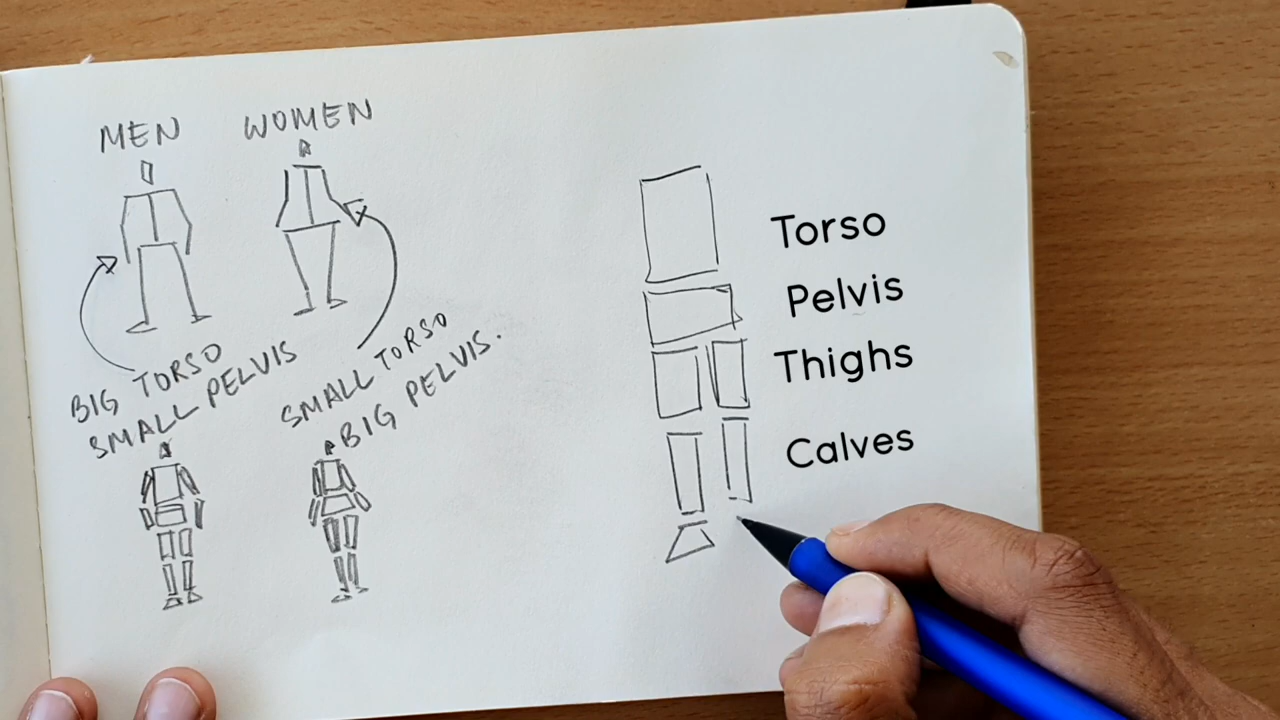 MEN
WOMEN
BIG TORSO
SMALL PELVIS
SMALL TORSO
BIG PELVIS.
Torso
Pelvis
Thighs
Calves